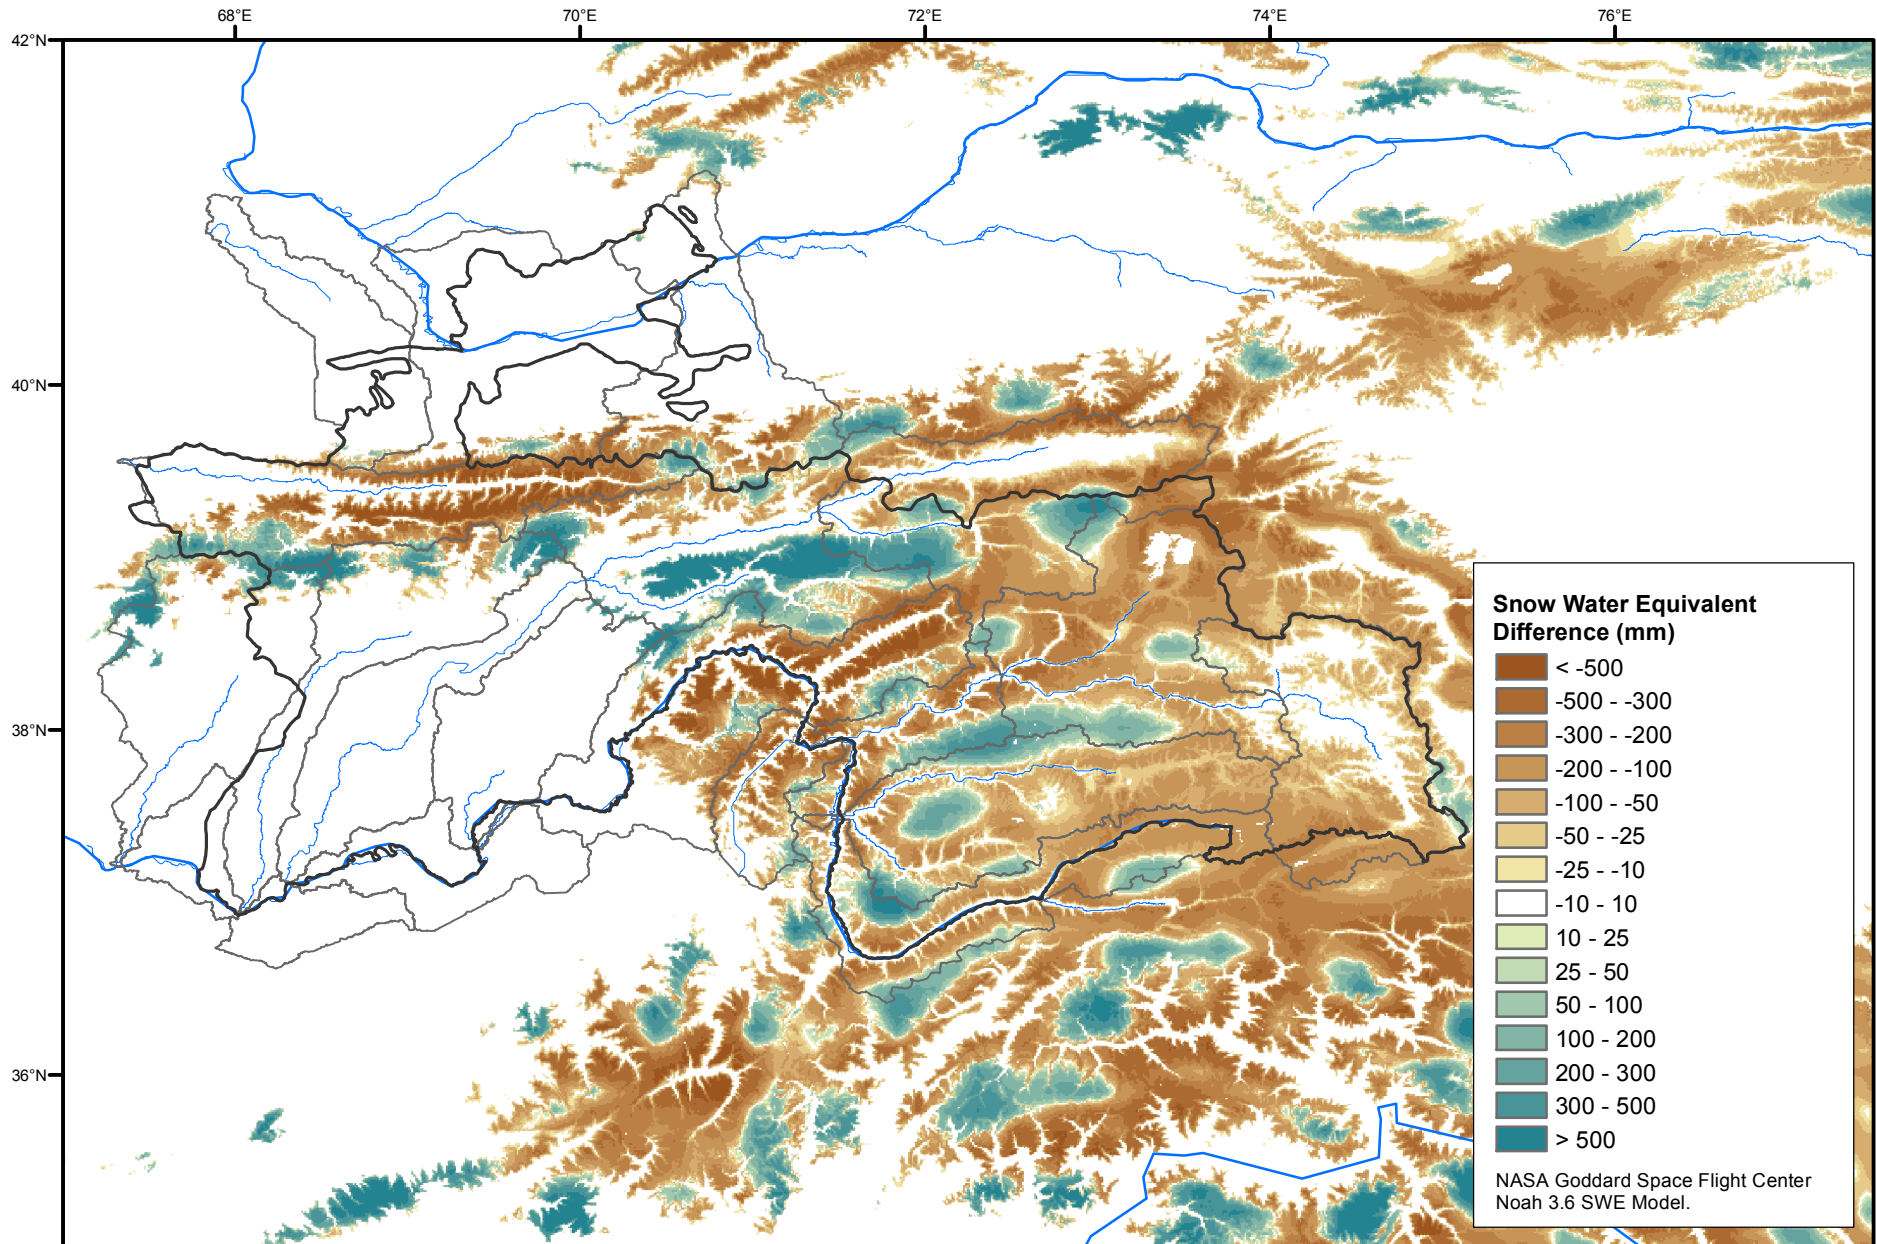 68°E
70°E
72°E
74°E
76°E
42°N
40°N
38°N
36°N
Snow Water Equivalent
Difference (mm)
< -500
-500 - -300
-300 - -200
-200 - -100
-100 - -50
-50 - -25
-25 - -10
-10 - 10
10 - 25
25 - 50
50 - 100
100 - 200
200 - 300
300 - 500
> 500
NASA Goddard Space Flight Center
Noah 3.6 SWE Model.